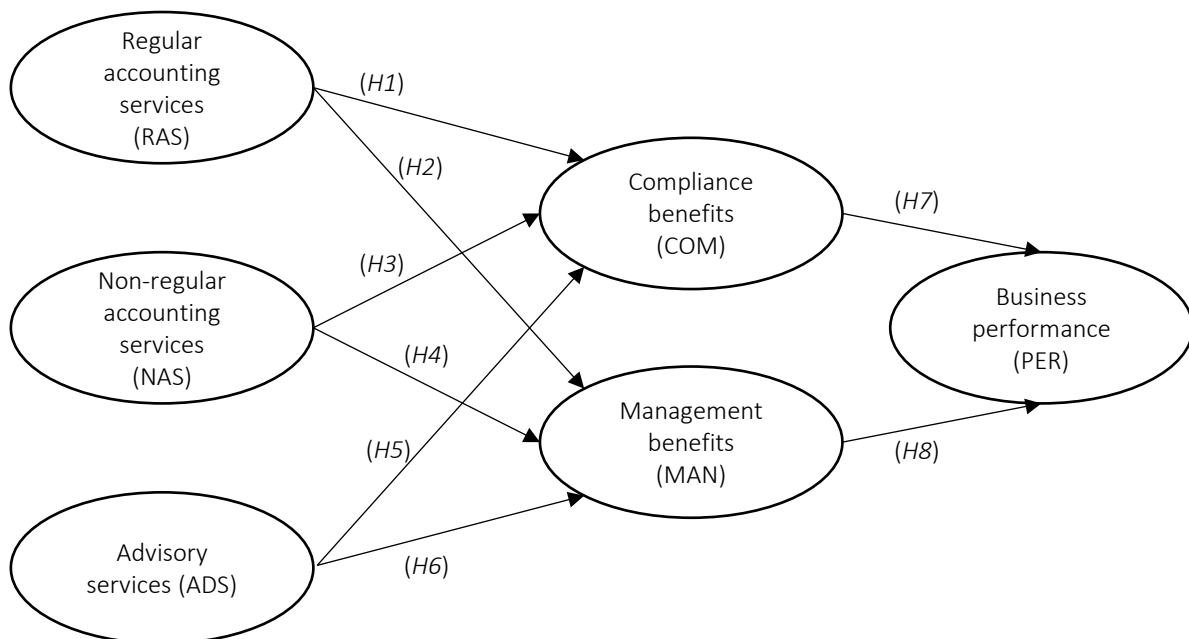 Regular
accounting
services
(RAS)
(H1)
(H2)
Compliance
benefits
(COM)
(H7)
Non-regular
accounting
services
(NAS)
(H3)
(H4)
Business
performance
(PER)
(H5)
Management
benefits
(MAN)
(H8)
Advisory
services (ADS)
(H6)